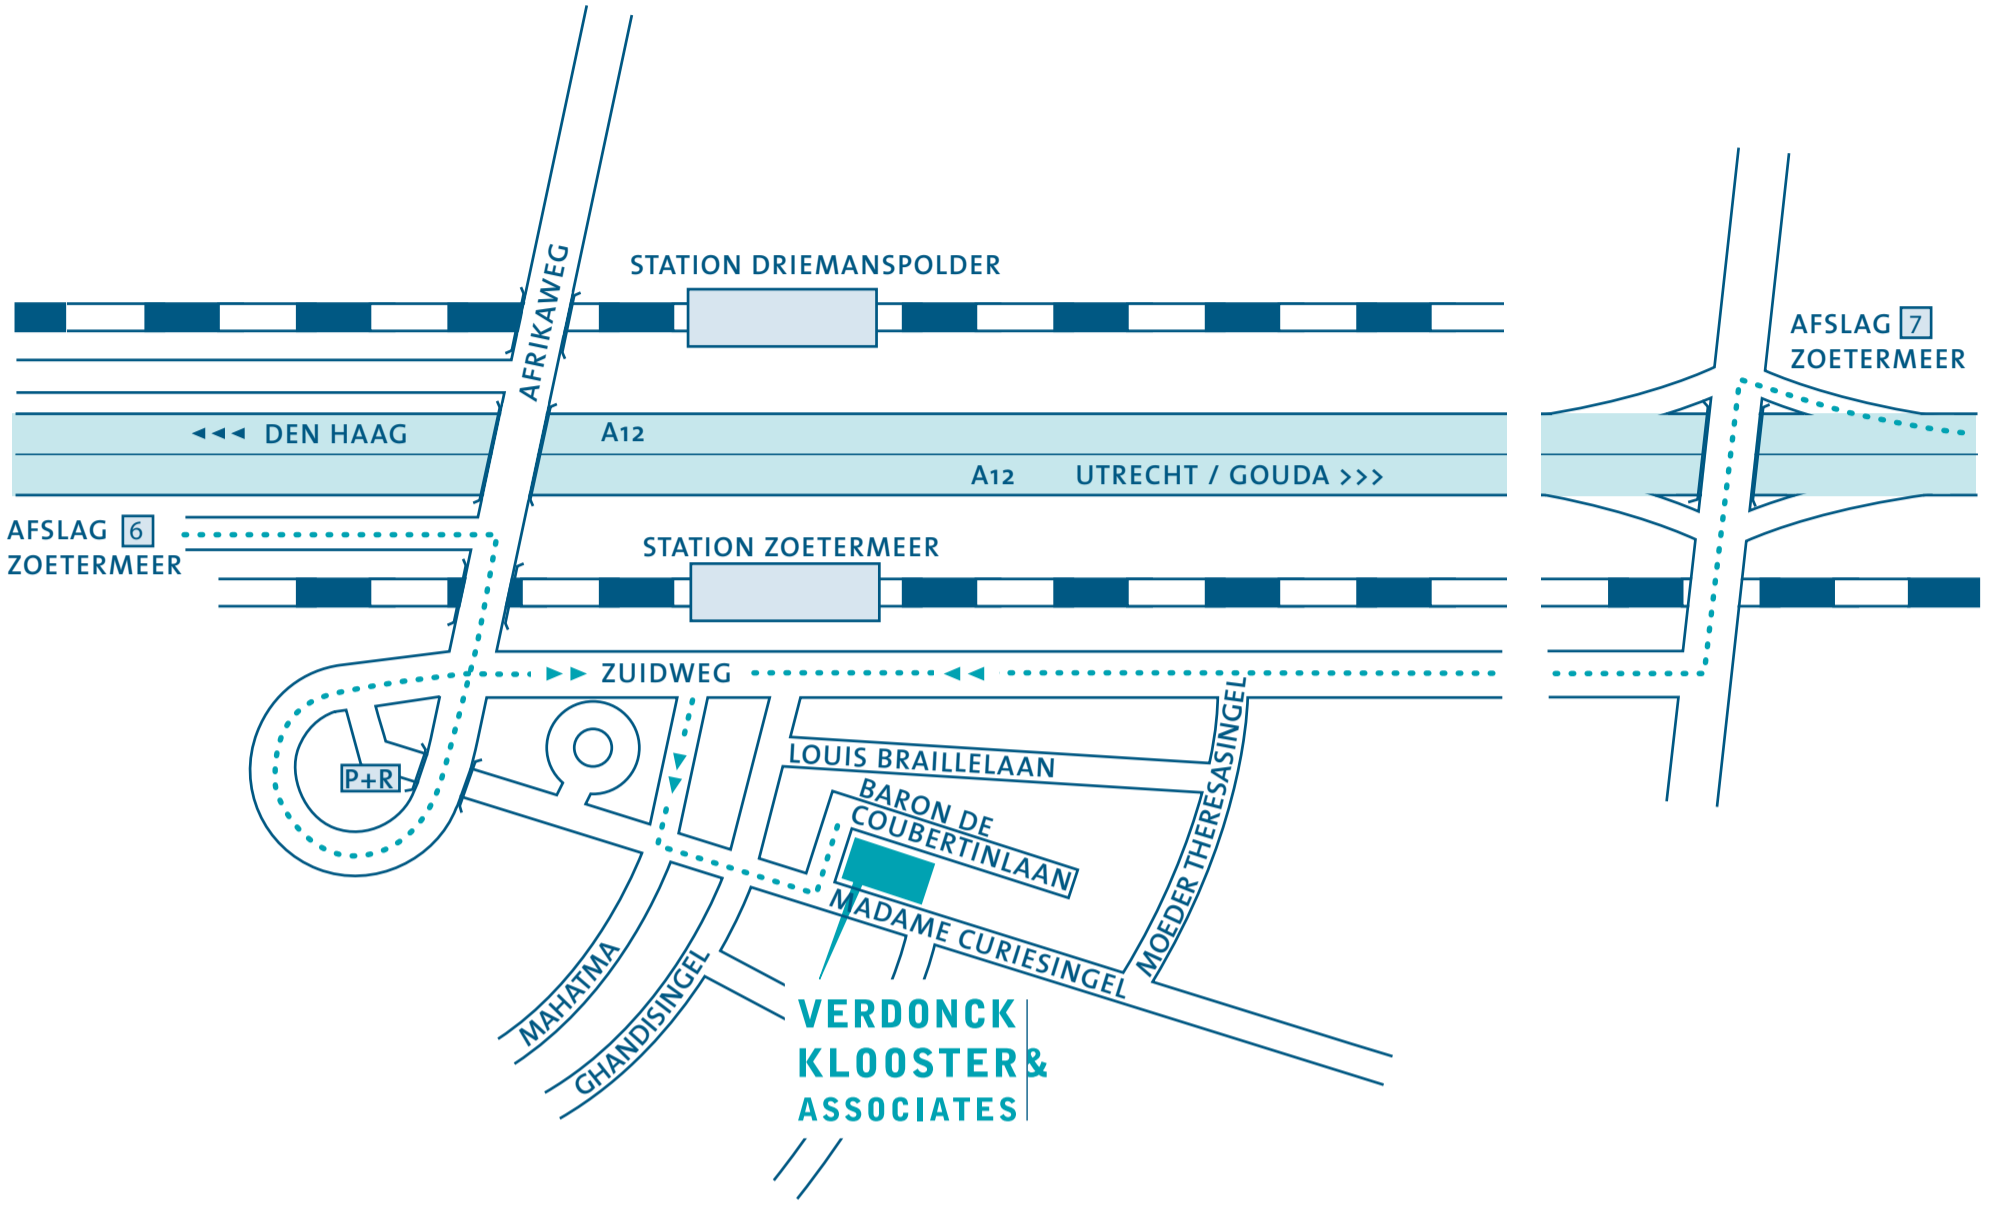 STATION DRIEMANSPOLDER
AFRIKAWEG
AFSLAG 7
ZOETERMEER
<<< DEN HAAG
A12
A12 UTRECHT / GOUDA >>>
AFSLAG 6
ZOETERMEER
STATION ZOETERMEER
ZUIDWEG
P+R
LOUIS BRAILLELAAN
BARON DE
COUBERTINLAAN
MOEDER THERESASINGEL
MADAME CURIESINGEL
MAHATMA
GHANDISINGEL
VERDONCK
KLOOSTER &
ASSOCIATES